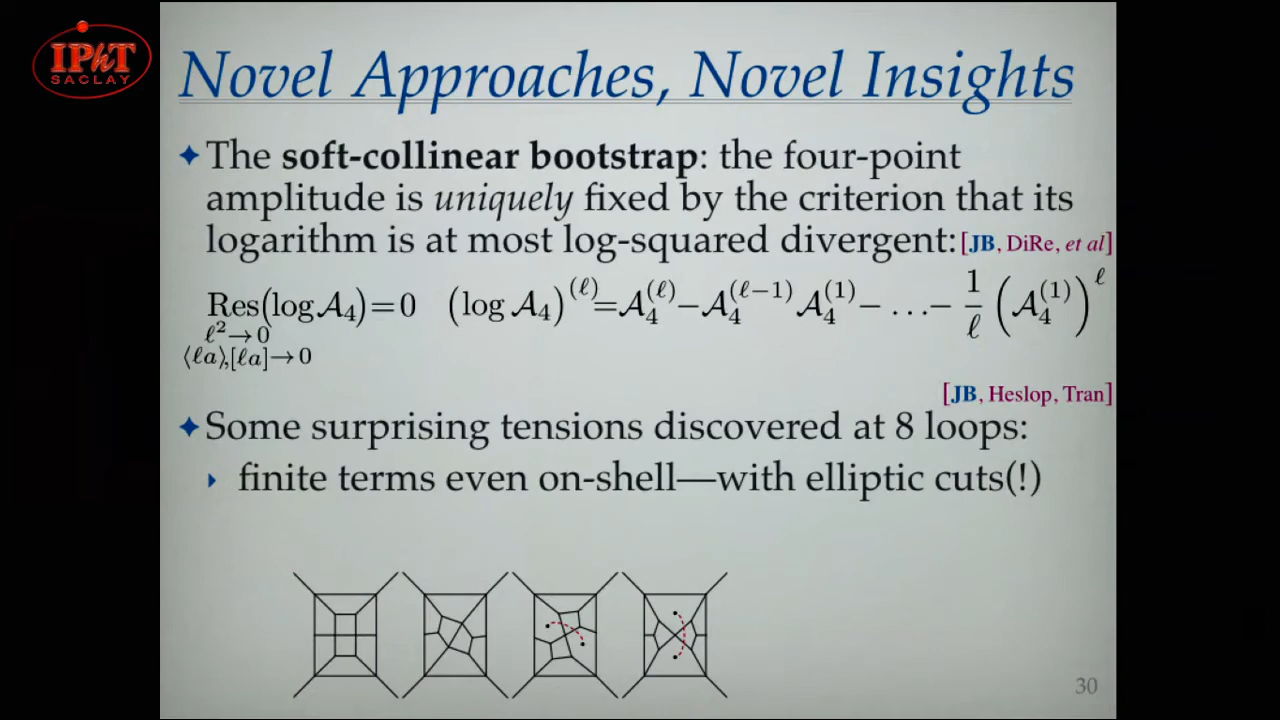 IPhT
SACLAY
Novel Approaches, Novel Insights
✦ The soft-collinear bootstrap: the four-point
amplitude is uniquely fixed by the criterion that its
logarithm is at most log-squared divergent: [JB, DiRe, et al]
Res(log 𝒜₄)=0 (log 𝒜₄)^(ℓ)=𝒜₄^(ℓ)−𝒜₄^(ℓ−1) 𝒜₄^(1)− …− 1/ℓ (𝒜₄^(1))^ℓ
ℓ²→0
⟨ℓa⟩,[ℓa]→0
[JB, Heslop, Tran]
✦ Some surprising tensions discovered at 8 loops:
‣ finite terms even on-shell—with elliptic cuts(!)
30